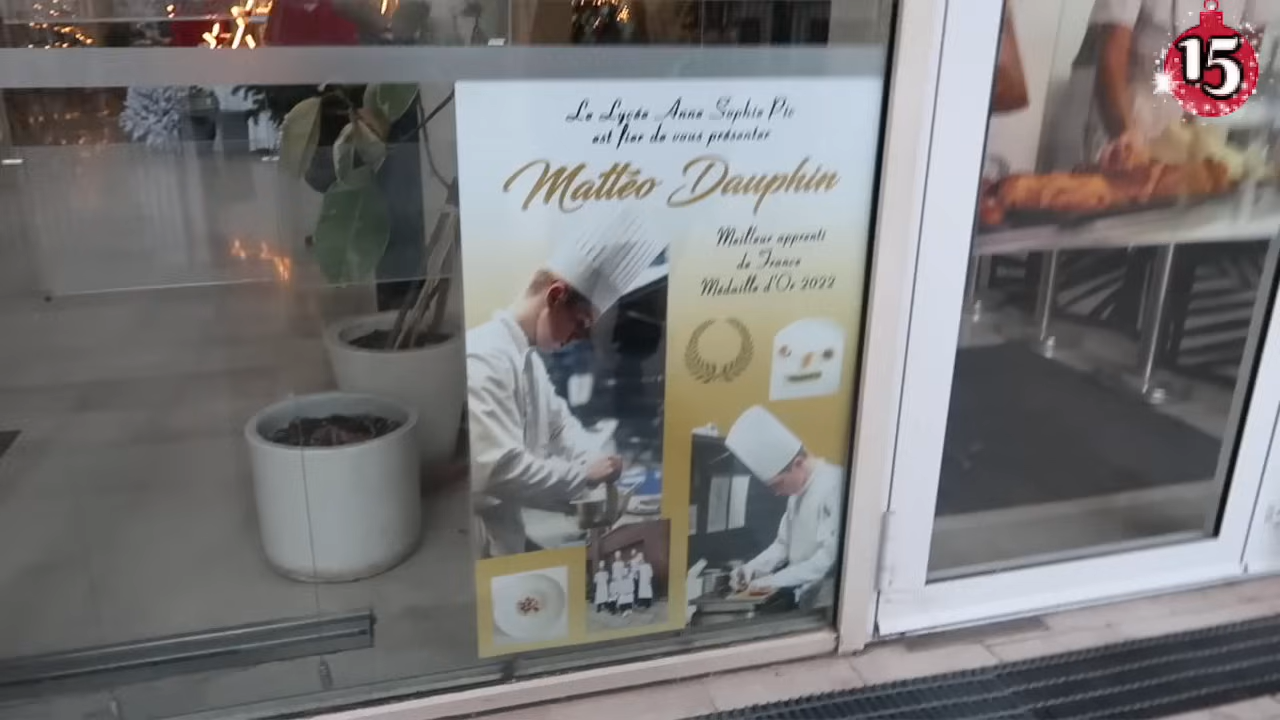 Le Lycée Anne Sophie Pic
est fier de vous présenter
Mattéo Dauphin
Meilleur apprenti
de France
Médaille d'Or 2022
15